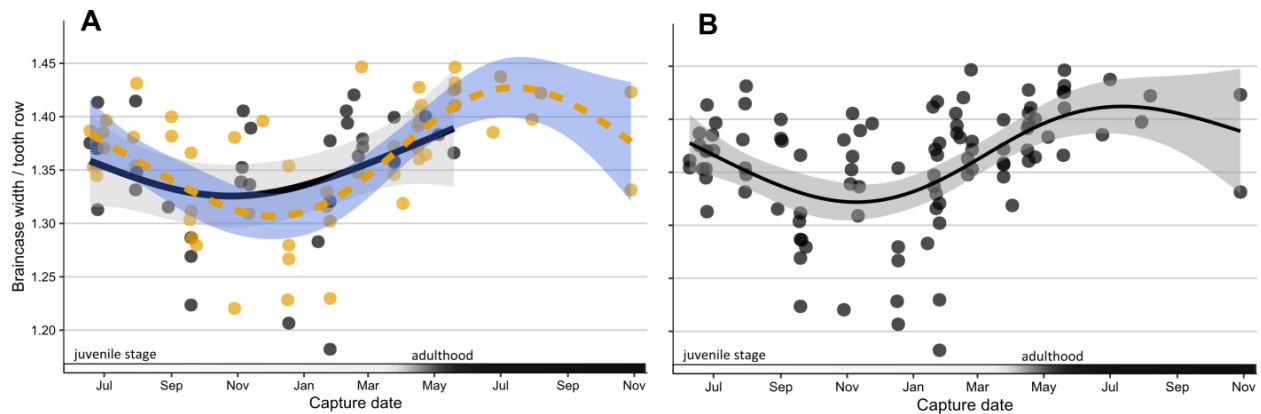 A
B
Braincase width / tooth row
1.45
1.40
1.35
1.30
1.25
1.20
juvenile stage
adulthood
Jul Sep Nov Jan Mar May Jul Sep Nov
Capture date
juvenile stage
adulthood
Jul Sep Nov Jan Mar May Jul Sep Nov
Capture date